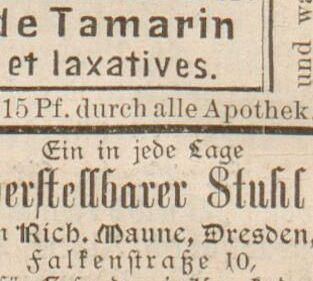 de Tamarin
et laxatives.
15 Pf. durch alle Apothek
Ein in jede Lage
verstellbarer Stuhl
n Rich. Maune, Dresden,
Falkenstraße 10,
und